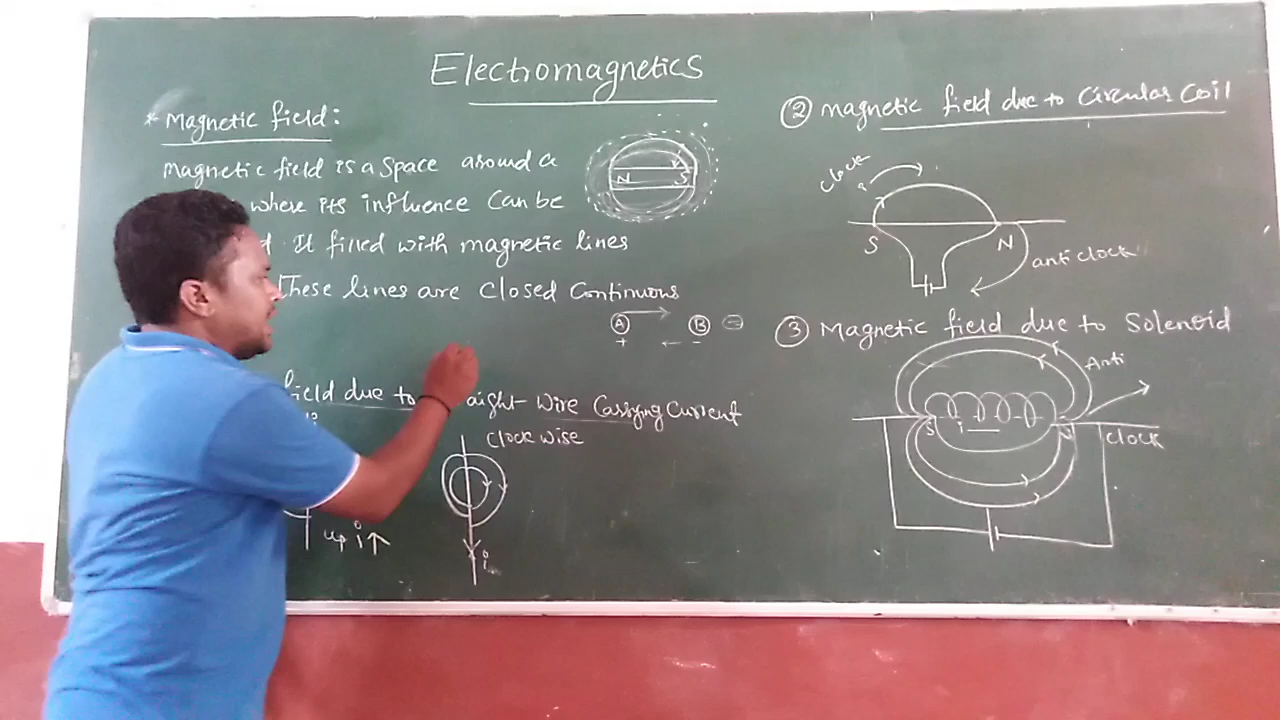 Electromagnetics
* Magnetic field:
Magnetic field is a Space around a
where its influence Can be
It filled with magnetic lines
These lines are closed Continuous
N S
A B
+ ← -
field due to aight wire Carrying Current
clock wise
up i ↑
i
② magnetic field due to Circular Coil
clock
S N
anti clock
③ Magnetic field due to Solenoid
Anti
S i N
clock